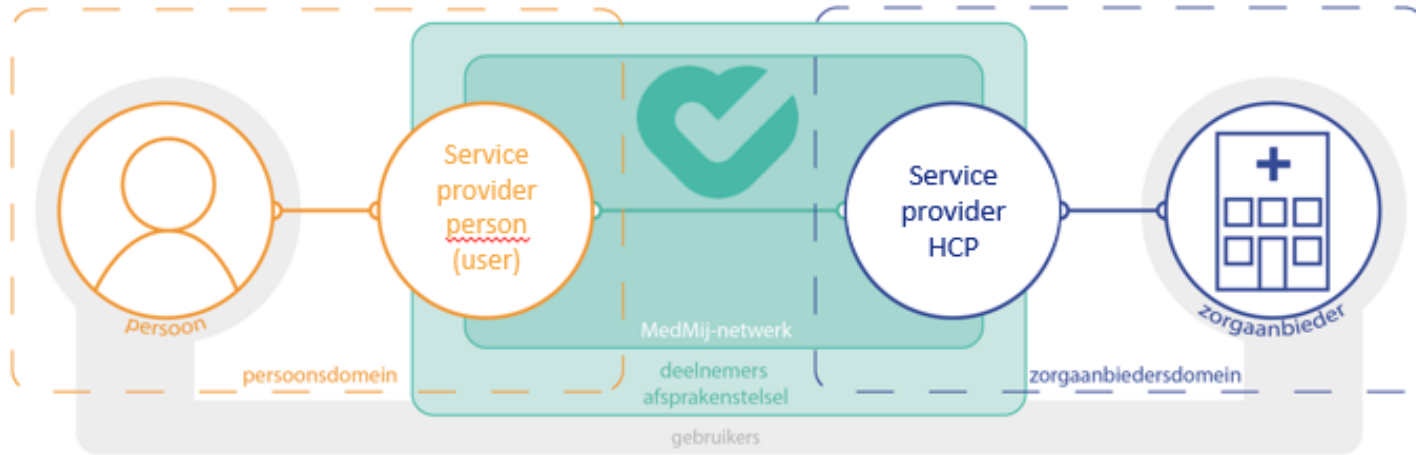 Service
provider
person
(user)
Service
provider
HCP
persoon
zorgaanbieder
MedMij-netwerk
persoonsdomein
deelnemers
afsprakenstelsel
zorgaanbiedersdomein
gebruikers